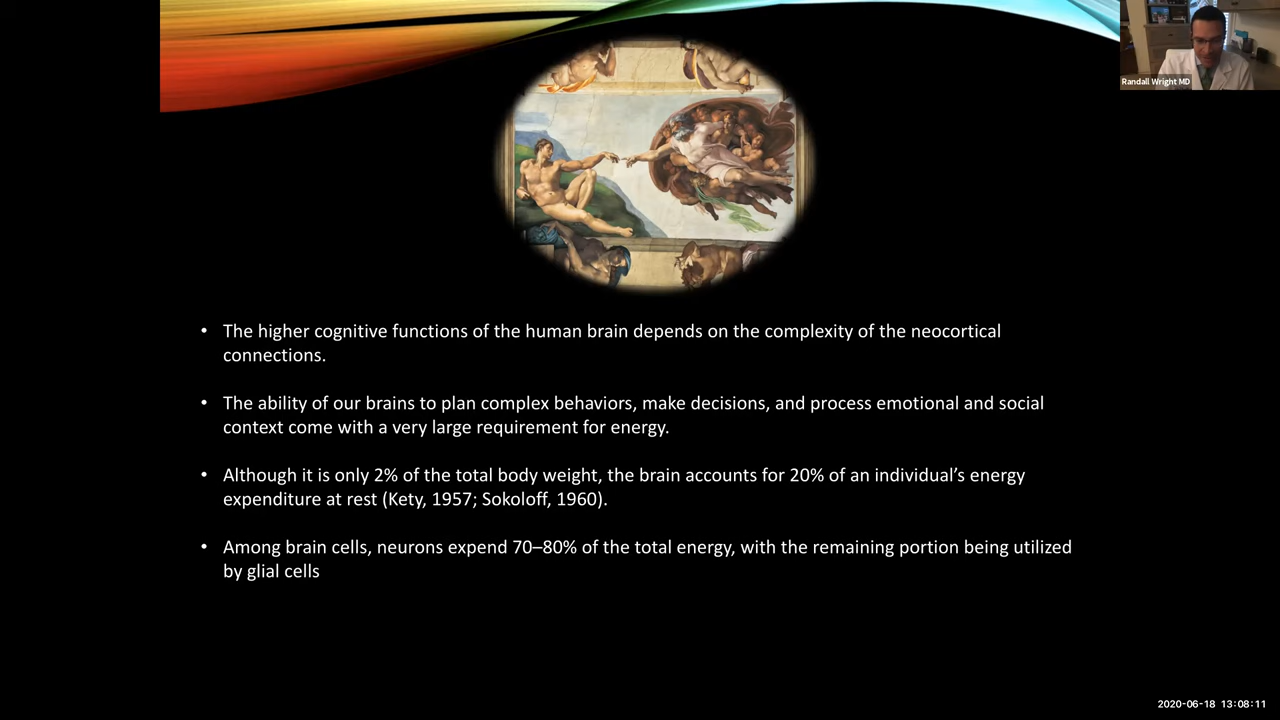 Randall Wright MD
• The higher cognitive functions of the human brain depends on the complexity of the neocortical
connections.
• The ability of our brains to plan complex behaviors, make decisions, and process emotional and social
context come with a very large requirement for energy.
• Although it is only 2% of the total body weight, the brain accounts for 20% of an individual’s energy
expenditure at rest (Kety, 1957; Sokoloff, 1960).
• Among brain cells, neurons expend 70–80% of the total energy, with the remaining portion being utilized
by glial cells
2020-06-18 13:08:11